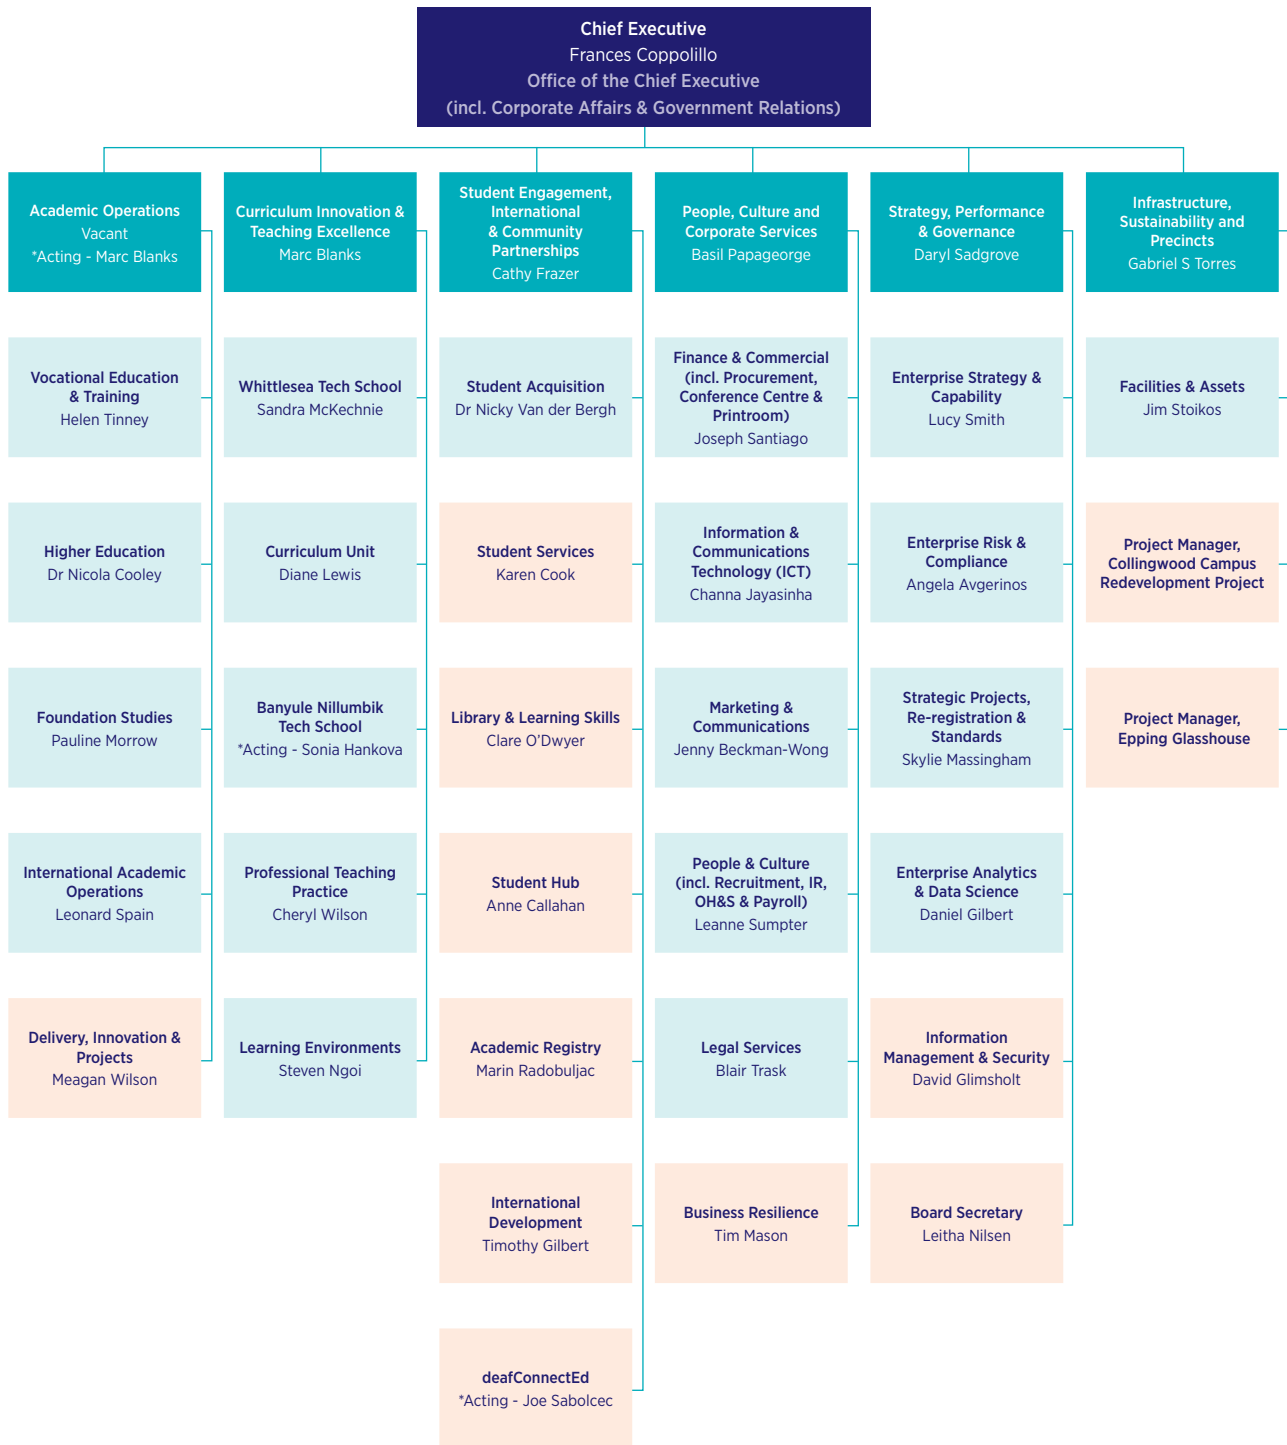 Chief Executive
Frances Coppolillo
Office of the Chief Executive
(incl. Corporate Affairs & Government Relations)
Academic Operations
Vacant
*Acting - Marc Blanks
Vocational Education
& Training
Helen Tinney
Higher Education
Dr Nicola Cooley
Foundation Studies
Pauline Morrow
International Academic
Operations
Leonard Spain
Delivery, Innovation &
Projects
Meagan Wilson
Curriculum Innovation &
Teaching Excellence
Marc Blanks
Whittlesea Tech School
Sandra McKechnie
Curriculum Unit
Diane Lewis
Banyule Nillumbik
Tech School
*Acting - Sonia Hankova
Professional Teaching
Practice
Cheryl Wilson
Learning Environments
Steven Ngoi
Student Engagement,
International
& Community
Partnerships
Cathy Frazer
Student Acquisition
Dr Nicky Van der Bergh
Student Services
Karen Cook
Library & Learning Skills
Clare O’Dwyer
Student Hub
Anne Callahan
Academic Registry
Marin Radobuljac
International
Development
Timothy Gilbert
deafConnectEd
*Acting - Joe Sabolcec
People, Culture and
Corporate Services
Basil Papageorge
Finance & Commercial
(incl. Procurement,
Conference Centre &
Printroom)
Joseph Santiago
Information &
Communications
Technology (ICT)
Channa Jayasinha
Marketing &
Communications
Jenny Beckman-Wong
People & Culture
(incl. Recruitment, IR,
OH&S & Payroll)
Leanne Sumpter
Legal Services
Blair Trask
Business Resilience
Tim Mason
Strategy, Performance
& Governance
Daryl Sadgrove
Enterprise Strategy &
Capability
Lucy Smith
Enterprise Risk &
Compliance
Angela Avgerinos
Strategic Projects,
Re-registration &
Standards
Skylie Massingham
Enterprise Analytics
& Data Science
Daniel Gilbert
Information
Management & Security
David Glimsholt
Board Secretary
Leitha Nilsen
Infrastructure,
Sustainability and
Precincts
Gabriel S Torres
Facilities & Assets
Jim Stoikos
Project Manager,
Collingwood Campus
Redevelopment Project
Project Manager,
Epping Glasshouse